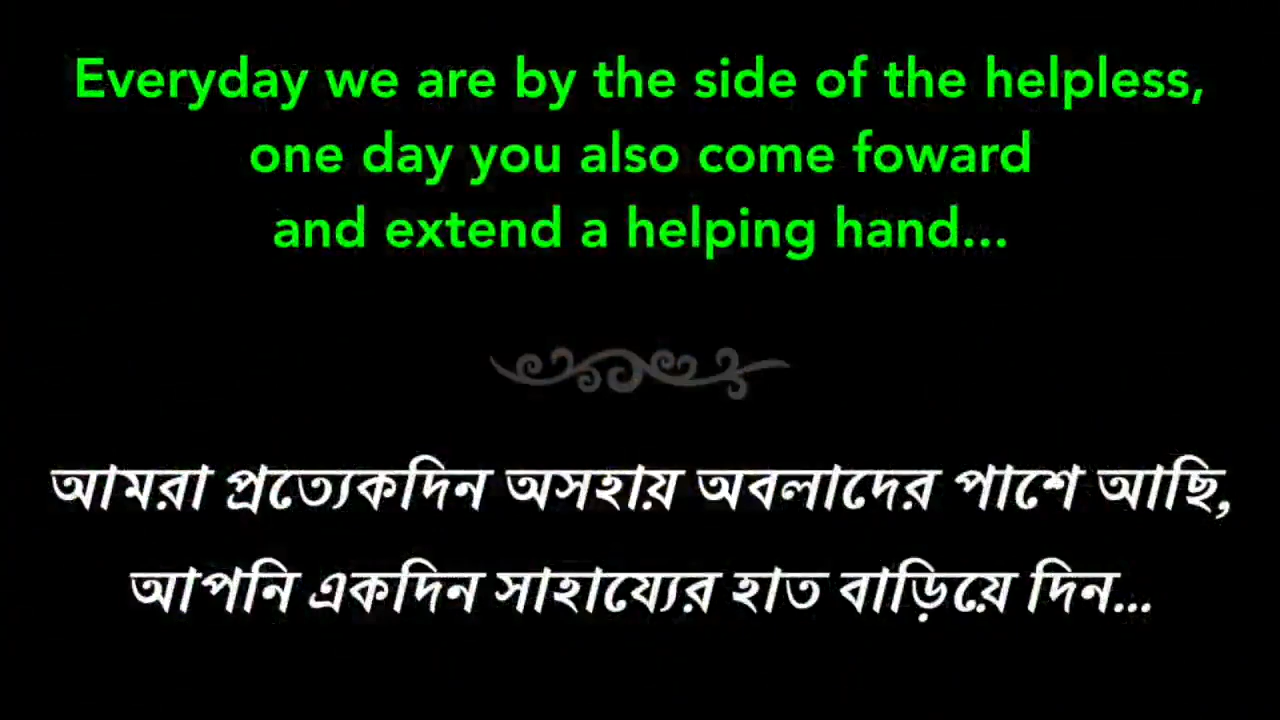 Everyday we are by the side of the helpless,
one day you also come foward
and extend a helping hand...
আমরা প্রত্যেকদিন অসহায় অবলাদের পাশে আছি,
আপনি একদিন সাহায্যের হাত বাড়িয়ে দিন...